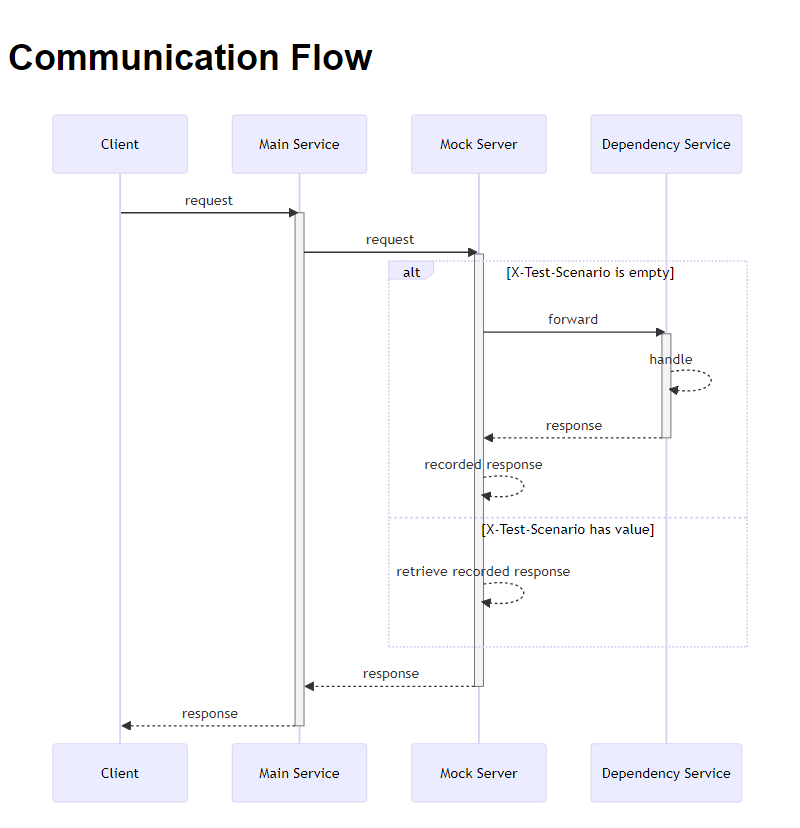 Communication Flow
Client
Main Service
Mock Server
Dependency Service
request
request
alt
[X-Test-Scenario is empty]
forward
handle
response
recorded response
[X-Test-Scenario has value]
retrieve recorded response
response
response
Client
Main Service
Mock Server
Dependency Service